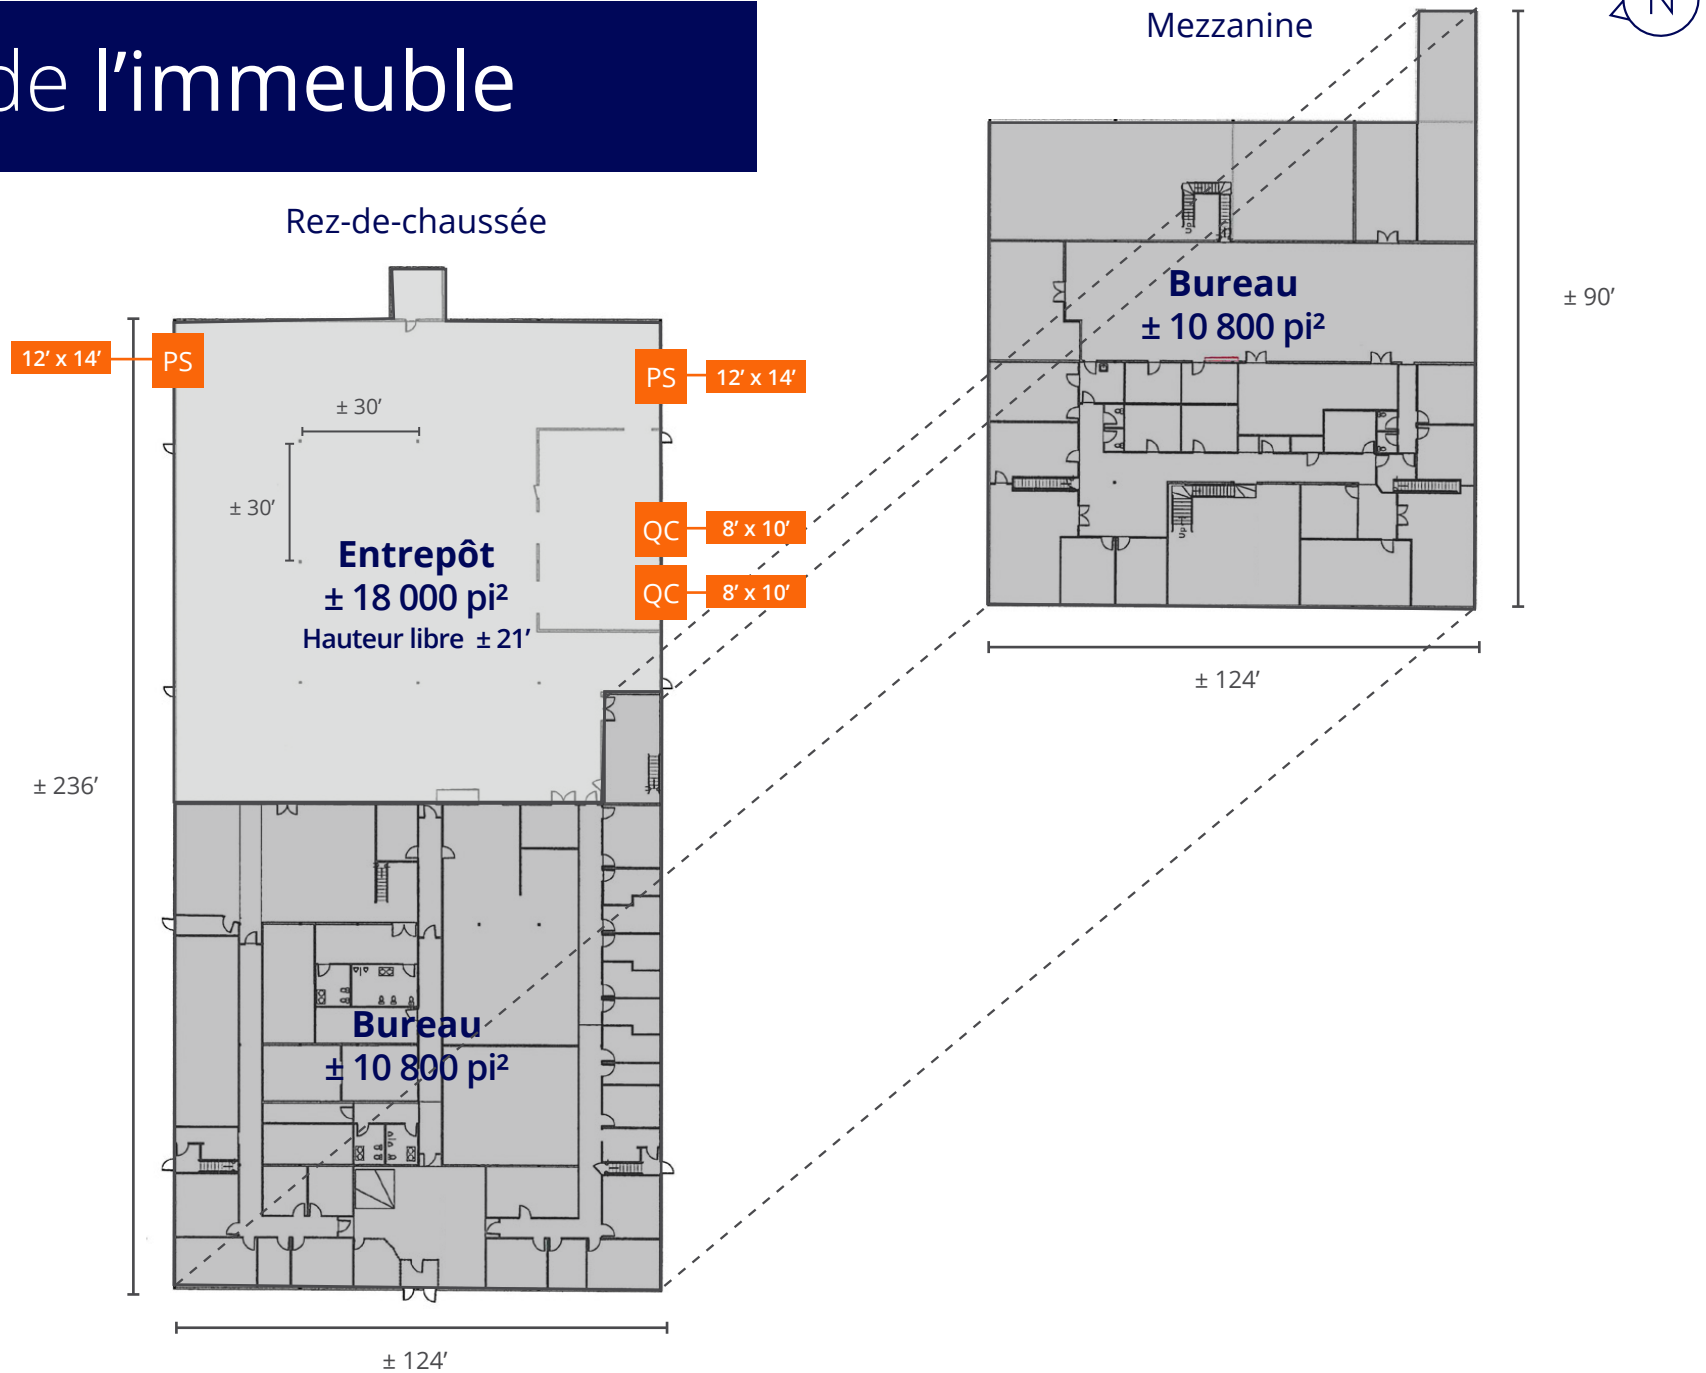 de l’immeuble
Mezzanine
N
Rez-de-chaussée
12’ x 14’
PS
PS
12’ x 14’
± 30’
± 30’
Entrepôt
± 18 000 pi²
Hauteur libre ± 21’
QC
8’ x 10’
QC
8’ x 10’
± 236’
Bureau
± 10 800 pi²
± 124’
Bureau
± 10 800 pi²
± 90’
± 124’